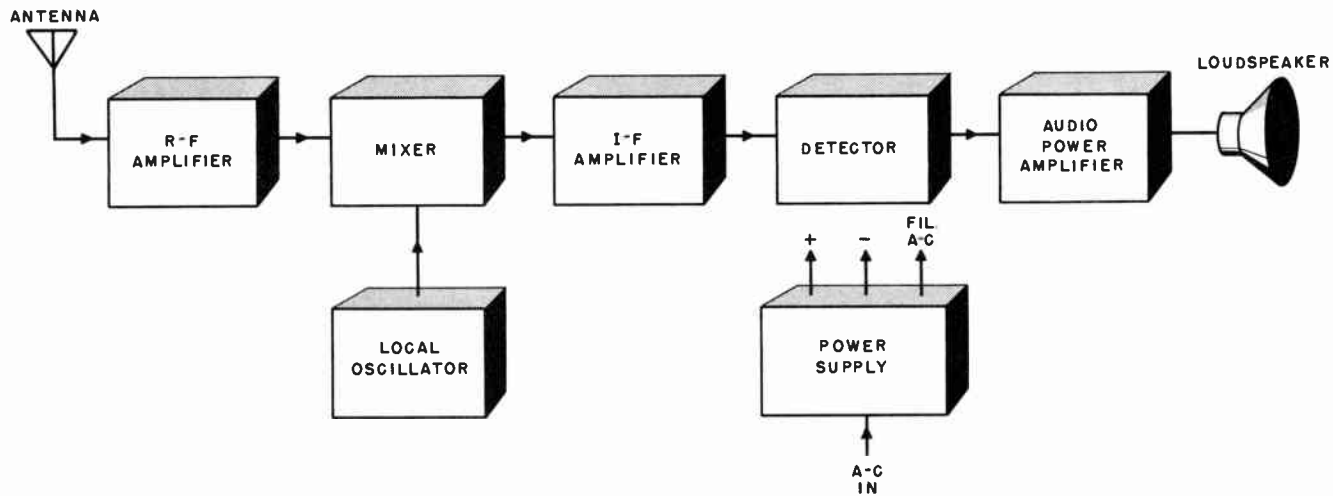 ANTENNA
LOUDSPEAKER
R-F
AMPLIFIER
MIXER
I-F
AMPLIFIER
DETECTOR
AUDIO
POWER
AMPLIFIER
+
-
FIL.
A-C
LOCAL
OSCILLATOR
POWER
SUPPLY
A-C
IN